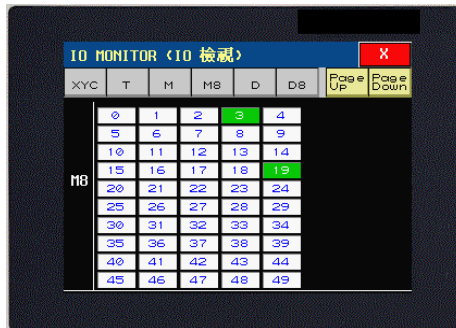 IO MONITOR <IO 檢視> X
XYC T M M8 D D8 Page Up Page Down
0 1 2 3 4
5 6 7 8 9
10 11 12 13 14
15 16 17 18 19
M8
20 21 22 23 24
25 26 27 28 29
30 31 32 33 34
35 36 37 38 39
40 41 42 43 44
45 46 47 48 49